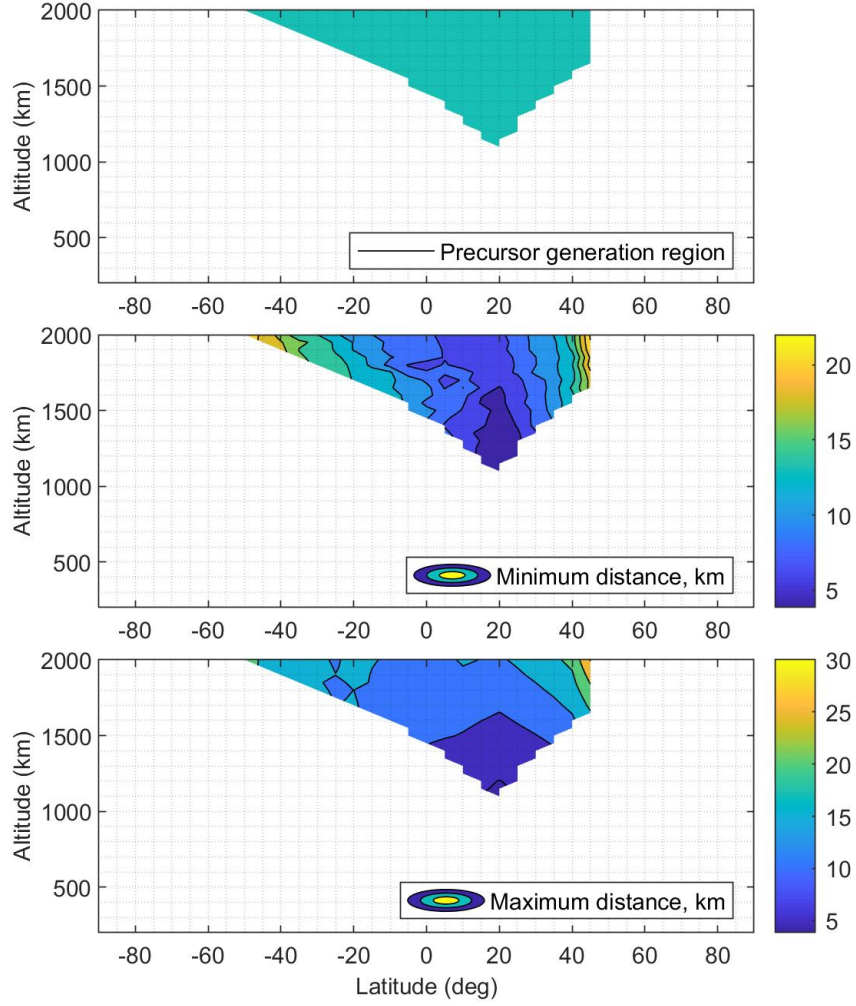 2000
1500
1000
500
Altitude (km)
Precursor generation region
-80 -60 -40 -20 0 20 40 60 80
2000
1500
1000
500
Altitude (km)
Minimum distance, km
-80 -60 -40 -20 0 20 40 60 80
20
15
10
5
2000
1500
1000
500
Altitude (km)
Maximum distance, km
-80 -60 -40 -20 0 20 40 60 80
Latitude (deg)
30
25
20
15
10
5